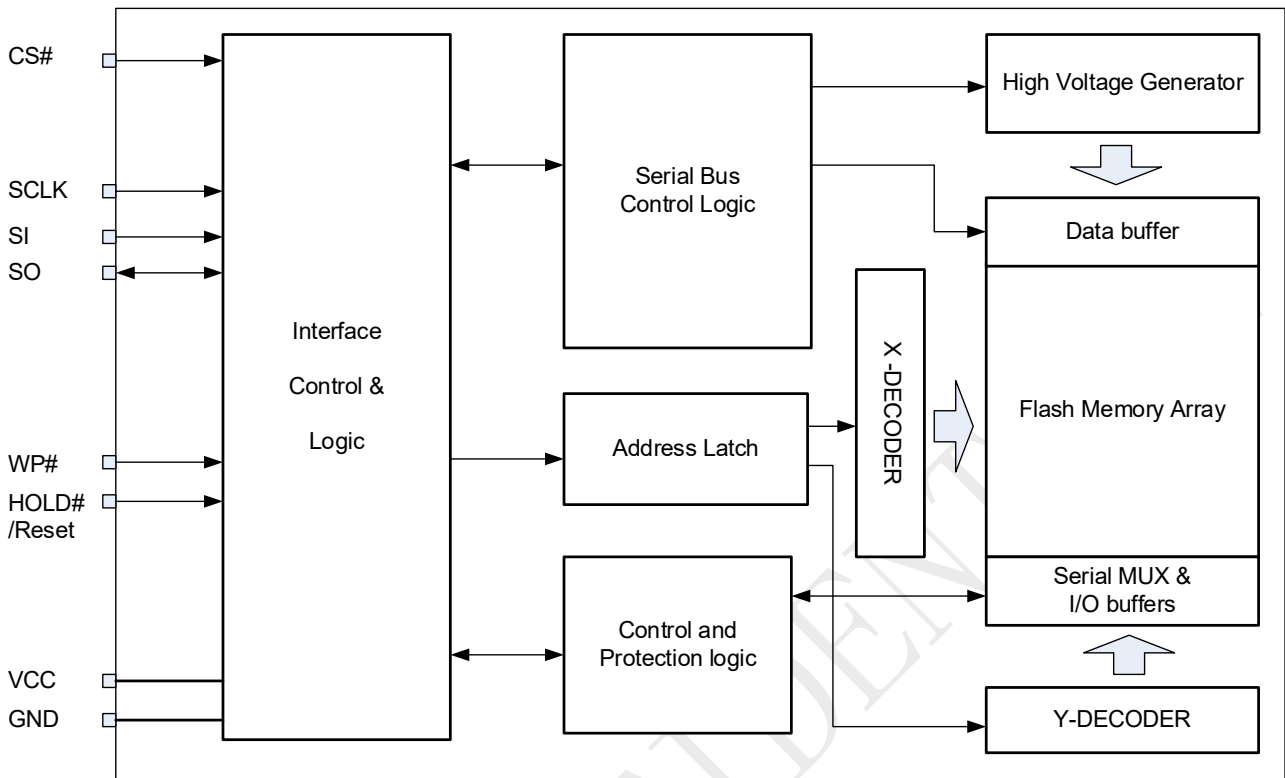 CS#
SCLK
SI
SO
WP#
HOLD#
/Reset
VCC
GND
Interface
Control &
Logic
Serial Bus
Control Logic
Address Latch
Control and
Protection logic
X -DECODER
High Voltage Generator
Data buffer
Flash Memory Array
Serial MUX &
I/O buffers
Y-DECODER